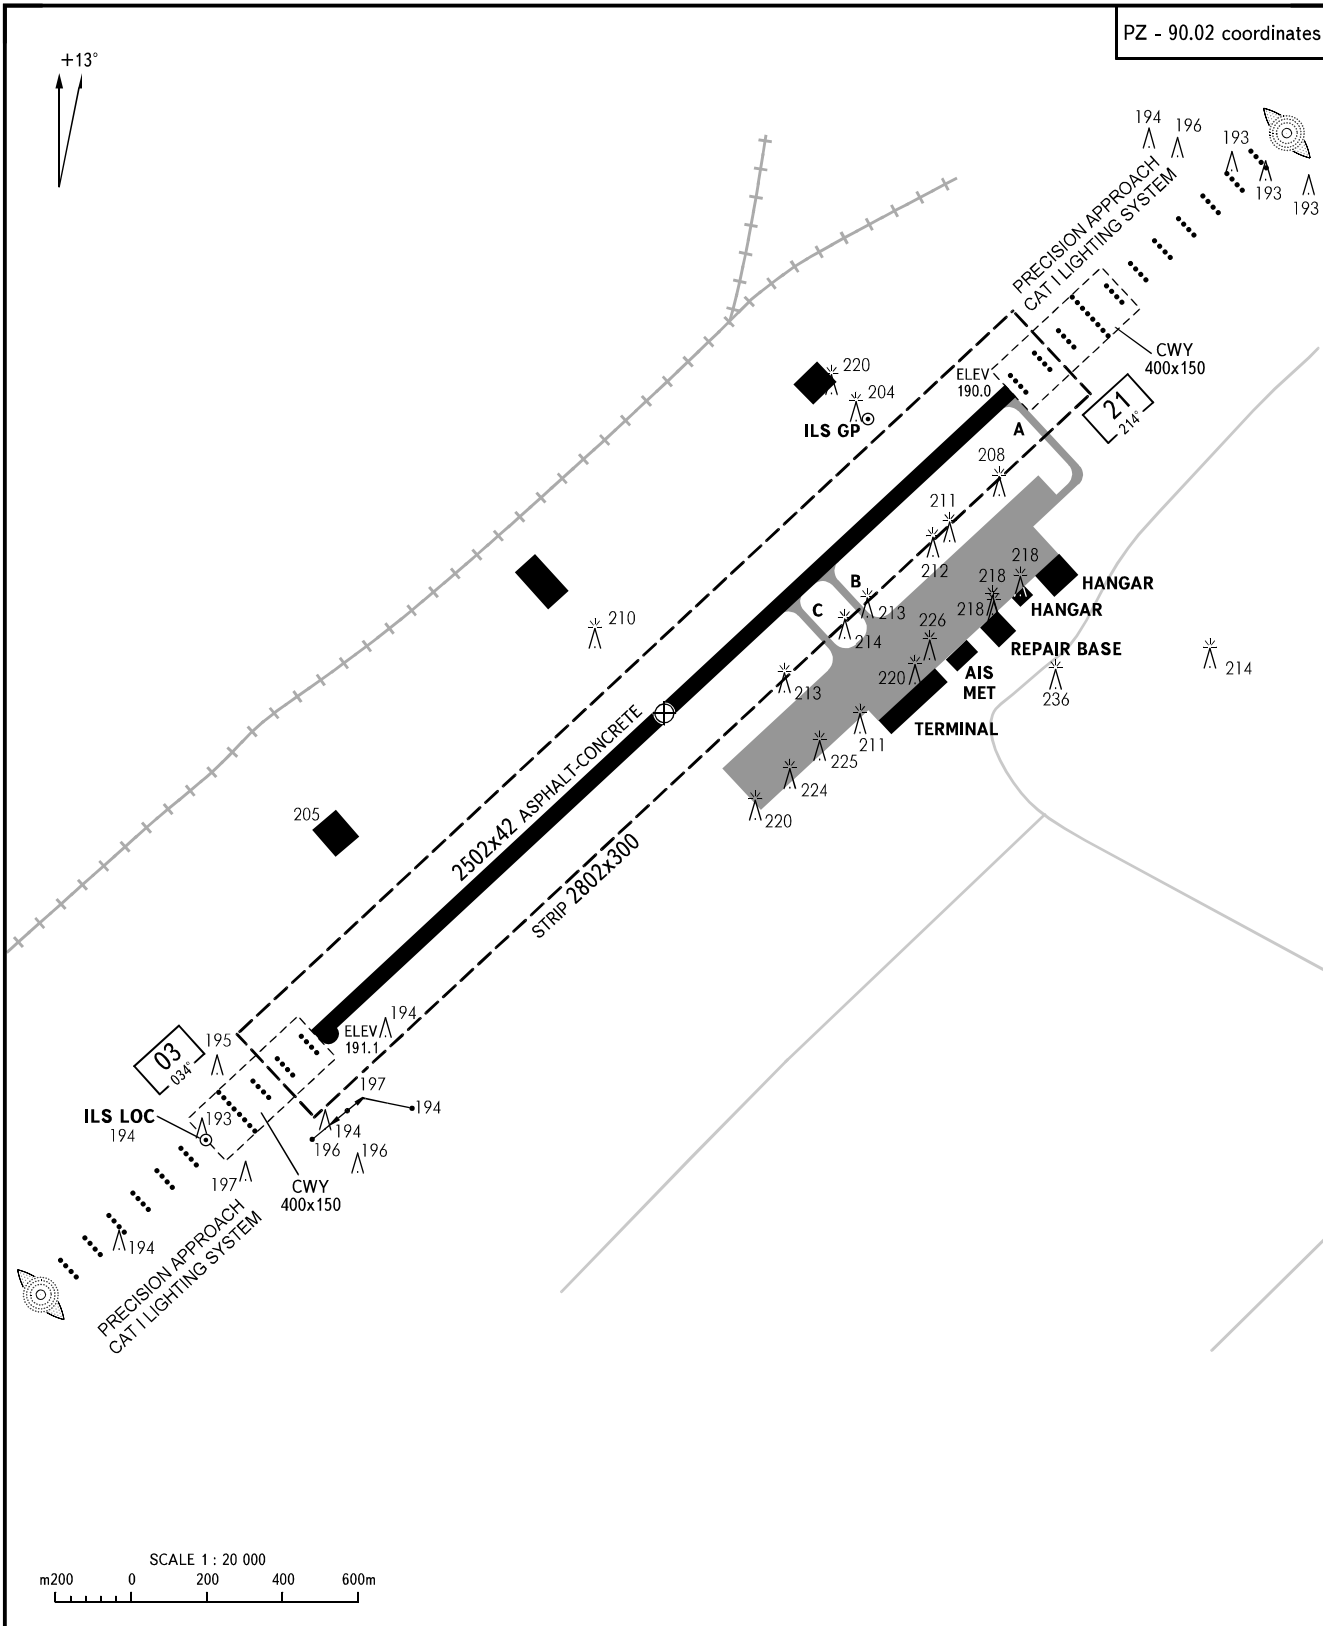 PZ - 90.02 coordinates
+13°
194
196
193
193
193
PRECISION APPROACH
CAT I LIGHTING SYSTEM
CWY
400x150
ELEV
190.0
220
204
ILS GP
21
214°
A
208
211
212
218
218
218
HANGAR
HANGAR
B
213
C
214
226
REPAIR BASE
210
220
AIS
MET
236
214
213
TERMINAL
211
225
224
220
2502x42 ASPHALT-CONCRETE
STRIP 2802x300
205
194
ELEV
191.1
195
03
034°
197
194
ILS LOC
194
193
194
196
196
197
CWY
400x150
194
PRECISION APPROACH
CAT I LIGHTING SYSTEM
SCALE 1 : 20 000
m200 0 200 400 600m